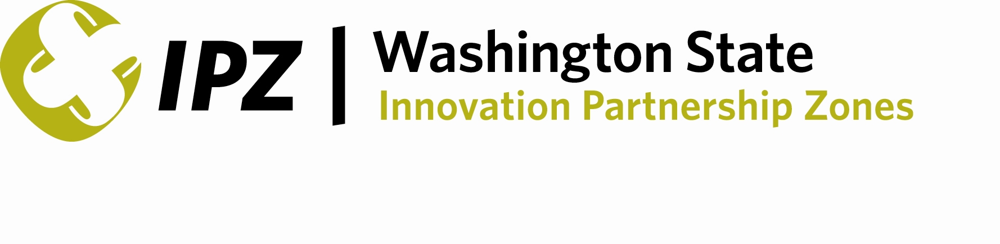 IPZ
Washington State
Innovation Partnership Zones